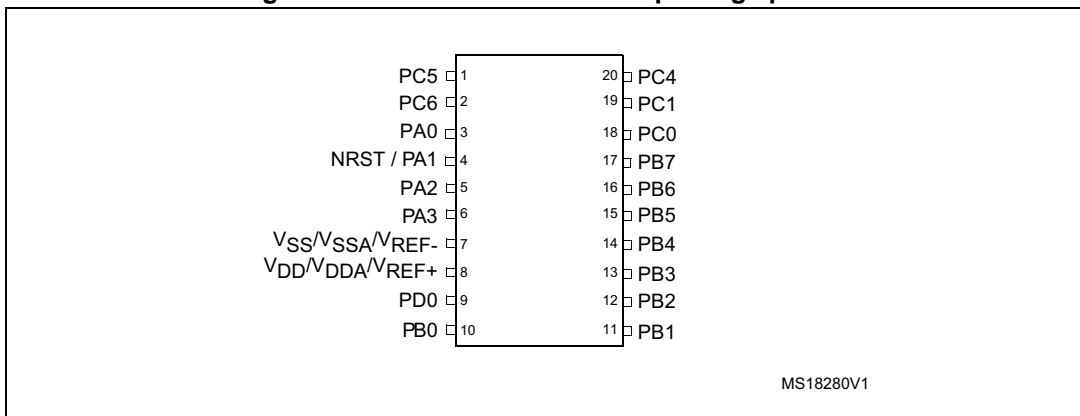 PC5 1 20 PC4
PC6 2 19 PC1
PA0 3 18 PC0
NRST / PA1 4 17 PB7
PA2 5 16 PB6
PA3 6 15 PB5
VSS/VSSA/VREF- 7 14 PB4
VDD/VDDA/VREF+ 8 13 PB3
PD0 9 12 PB2
PB0 10 11 PB1
MS18280V1